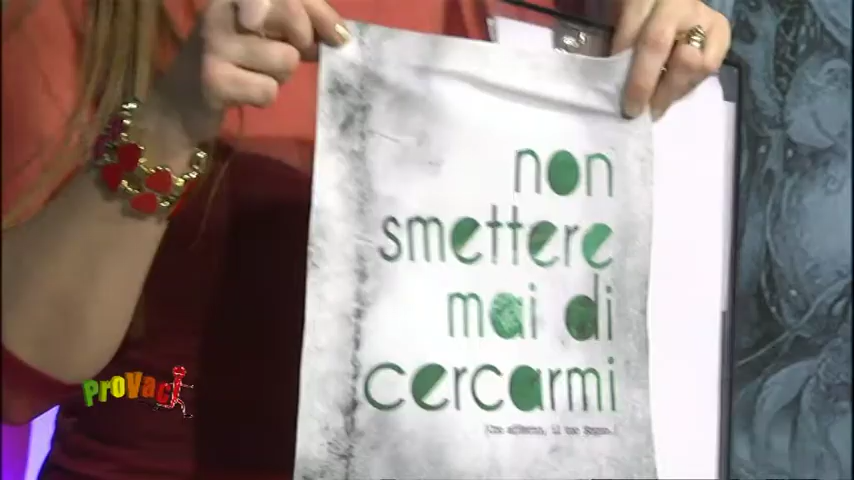 non
smettere
mai di
cercarmi
ProVaci